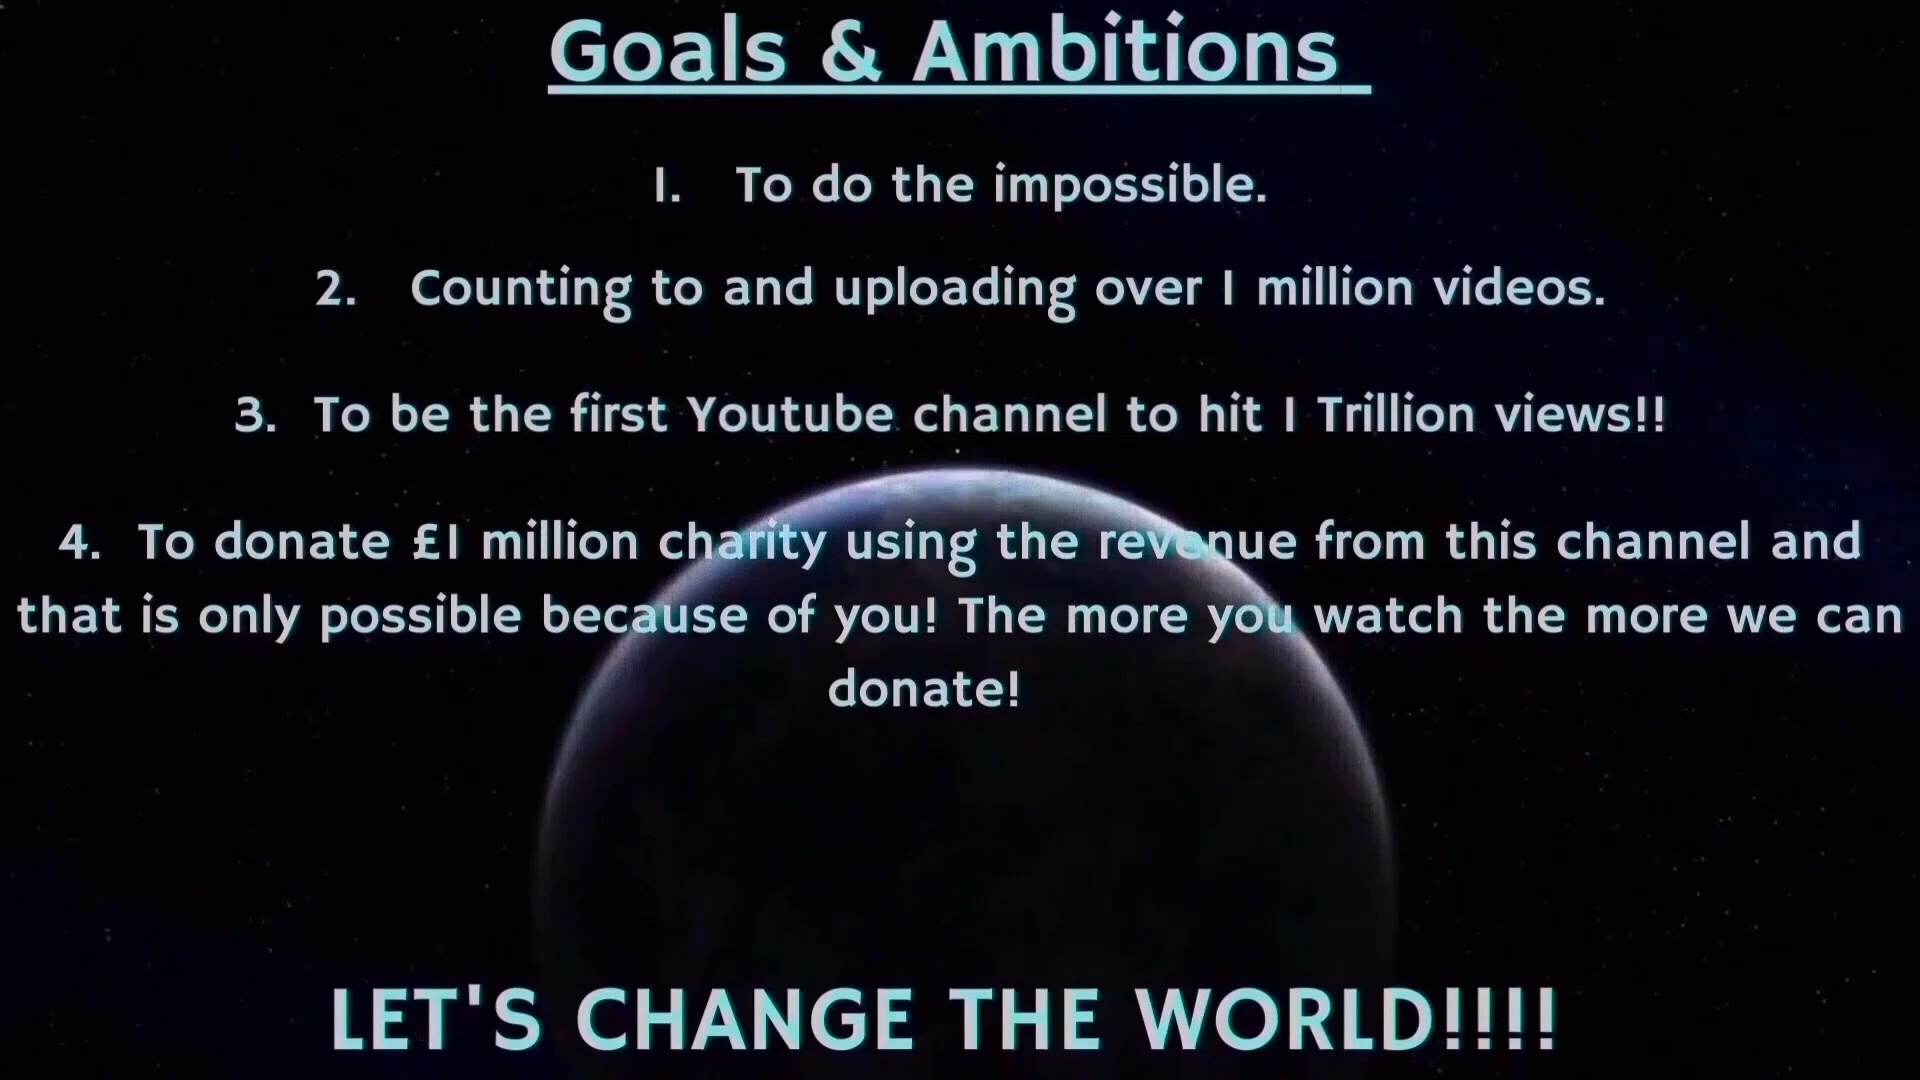 Goals & Ambitions
1. To do the impossible.
2. Counting to and uploading over 1 million videos.
3. To be the first Youtube channel to hit 1 Trillion views!!
4. To donate £1 million charity using the revenue from this channel and
that is only possible because of you! The more you watch the more we can
donate!
LET'S CHANGE THE WORLD!!!!